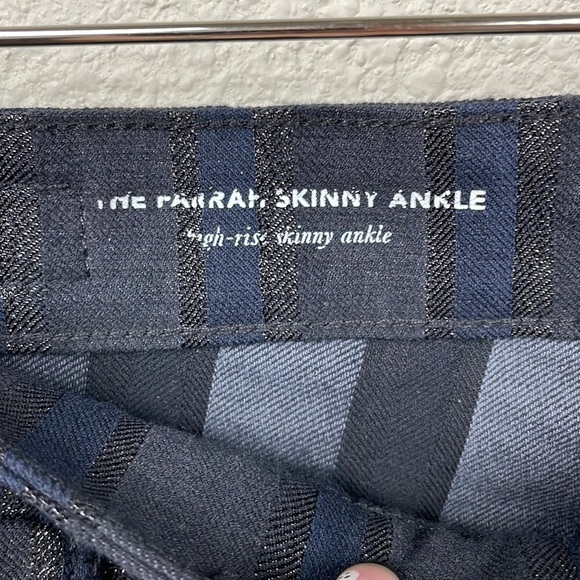 THE FARRAH SKINNY ANKLE
high-rise skinny ankle